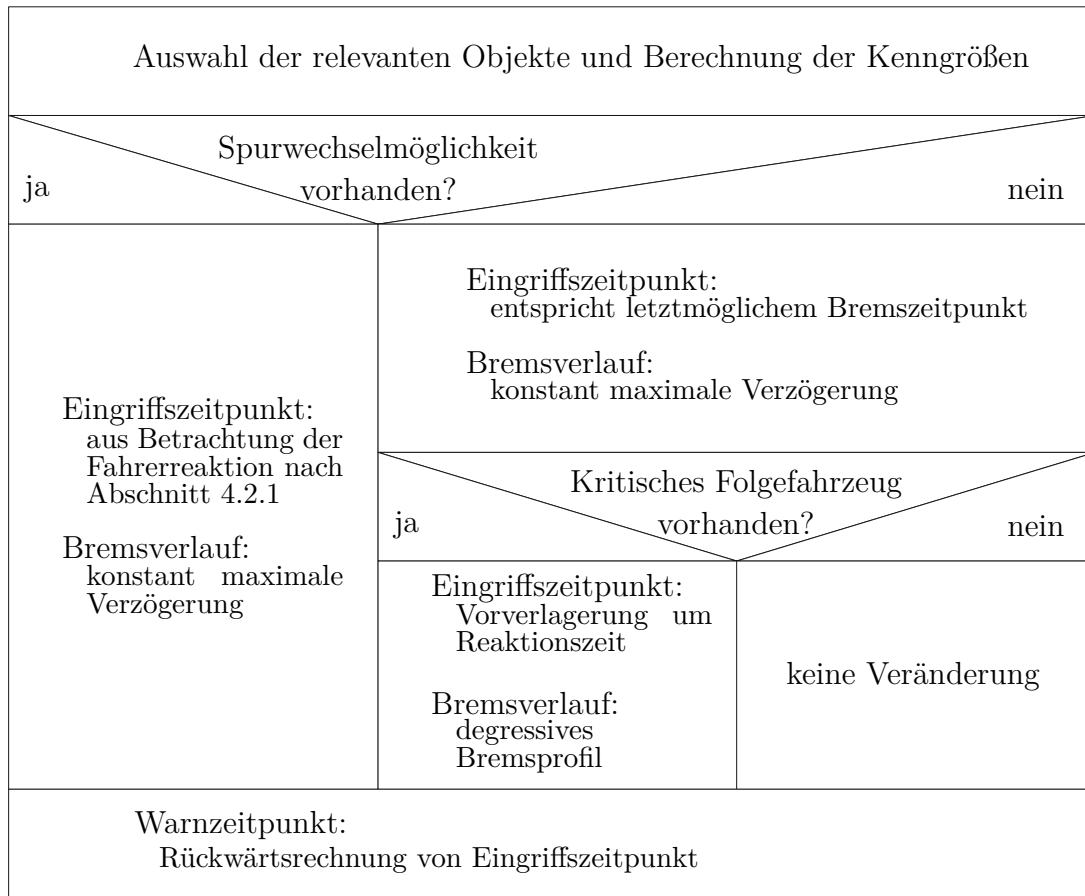 Auswahl der relevanten Objekte und Berechnung der Kenngrößen
Spurwechselmöglichkeit
vorhanden?
ja
nein
Eingriffszeitpunkt:
aus Betrachtung der
Fahrerreaktion nach
Abschnitt 4.2.1
Bremsverlauf:
konstant maximale
Verzögerung
Eingriffszeitpunkt:
entspricht letztmöglichem Bremszeitpunkt
Bremsverlauf:
konstant maximale Verzögerung
Kritisches Folgefahrzeug
vorhanden?
ja
nein
Eingriffszeitpunkt:
Vorverlagerung um
Reaktionszeit
Bremsverlauf:
degressives
Bremsprofil
keine Veränderung
Warnzeitpunkt:
Rückwärtsrechnung von Eingriffszeitpunkt